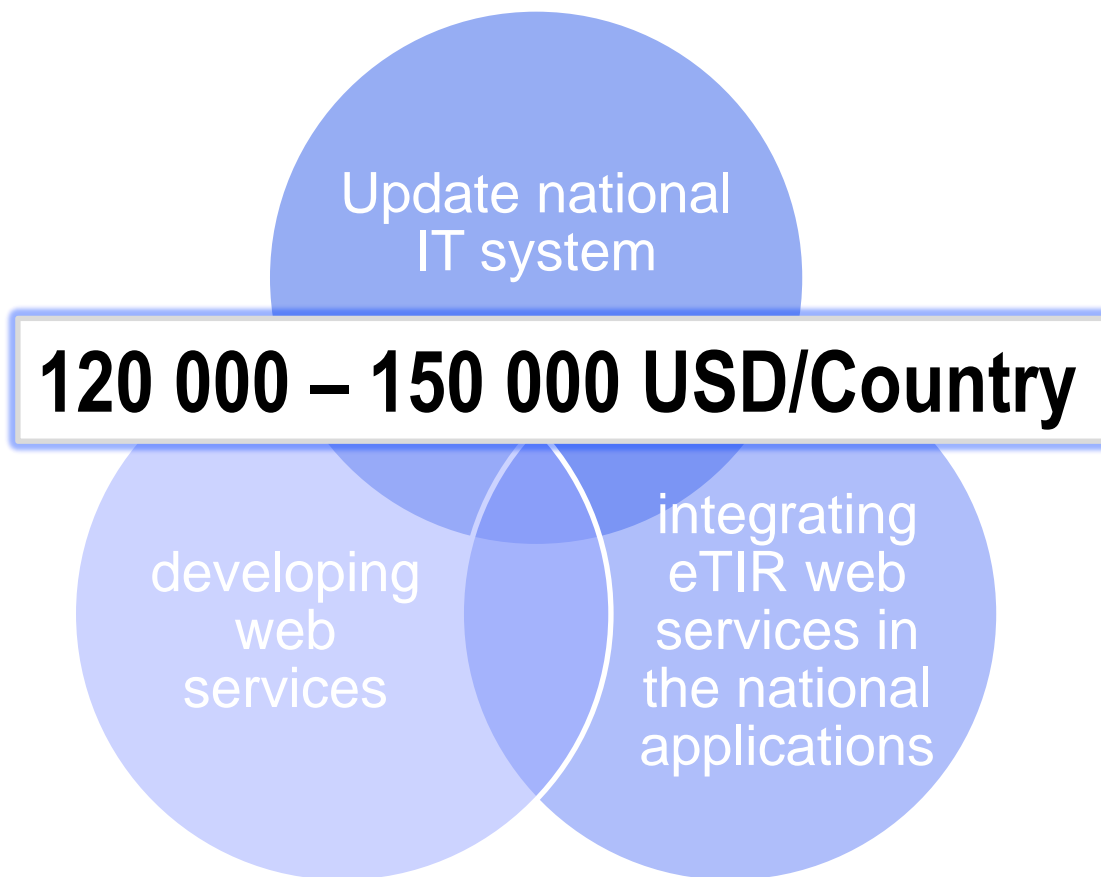 Update national
IT system
120 000 – 150 000 USD/Country
developing
web
services
integrating
eTIR web
services in
the national
applications